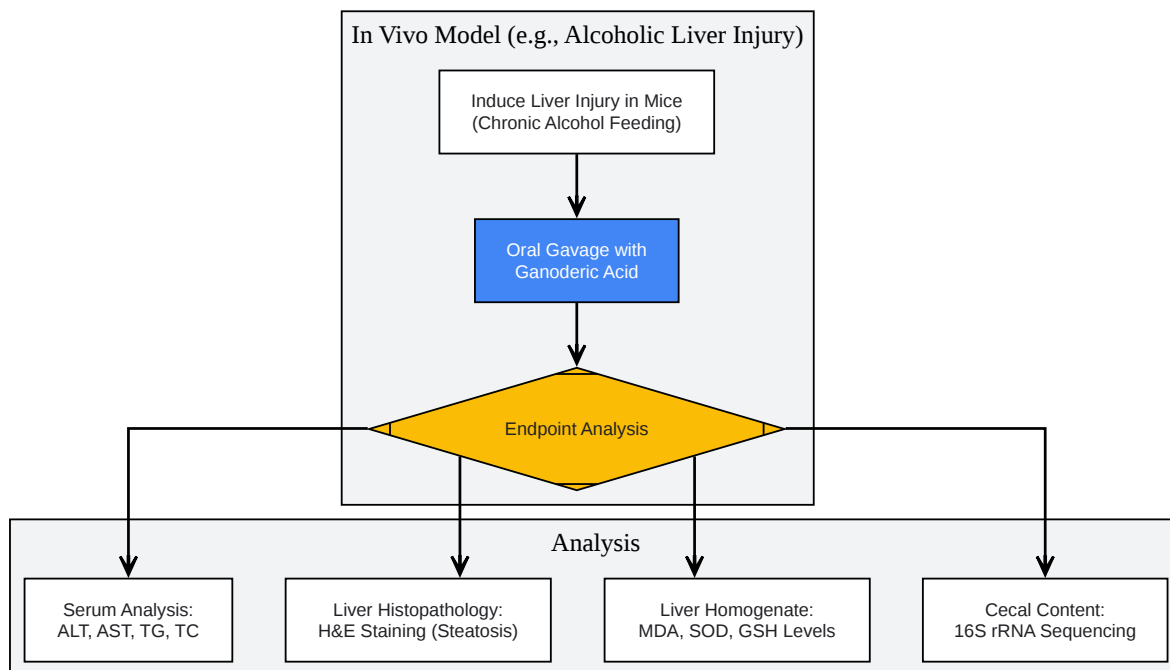 In Vivo Model (e.g., Alcoholic Liver Injury)
Induce Liver Injury in Mice
(Chronic Alcohol Feeding)
Oral Gavage with
Ganoderic Acid
Endpoint Analysis
Analysis
Serum Analysis:
ALT, AST, TG, TC
Liver Histopathology:
H&E Staining (Steatosis)
Liver Homogenate:
MDA, SOD, GSH Levels
Cecal Content:
16S rRNA Sequencing